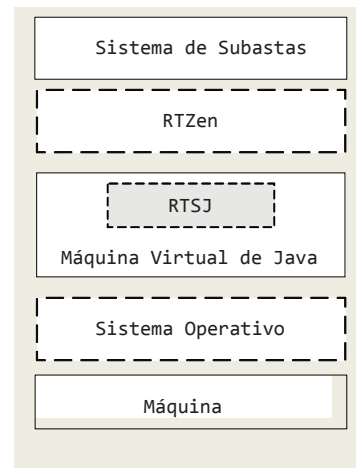 Sistema de Subastas
RTZen
RTSJ
Máquina Virtual de Java
Sistema Operativo
Máquina